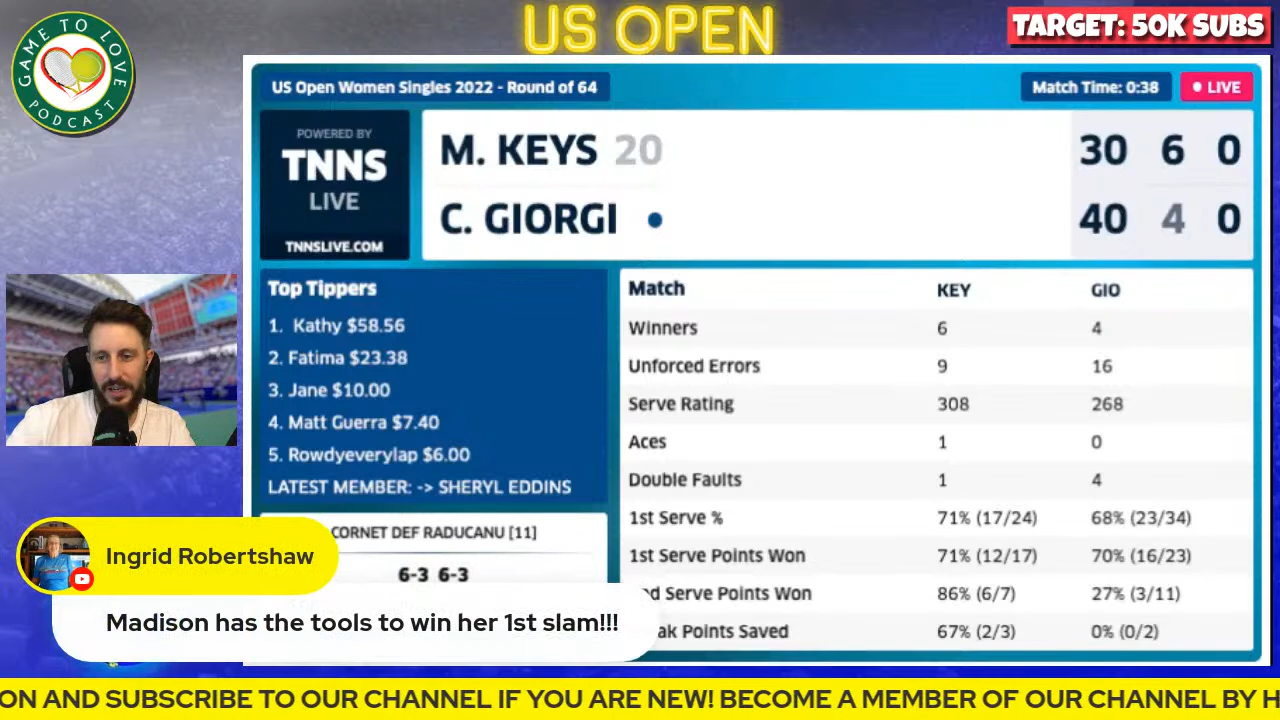 GAME TO LOVE
PODCAST
US OPEN
TARGET: 50K SUBS
US Open Women Singles 2022 - Round of 64
Match Time: 0:38
LIVE
POWERED BY
TNNS
LIVE
TNNSLIVE.COM
M. KEYS 20 30 6 0
C. GIORGI 40 4 0
Top Tippers
1. Kathy $58.56
2. Fatima $23.38
3. Jane $10.00
4. Matt Guerra $7.40
5. Rowdyeverylap $6.00
LATEST MEMBER: -> SHERYL EDDINS
CORNET DEF RADUCANU [11]
6-3 6-3
Match KEY GIO
Winners 6 4
Unforced Errors 9 16
Serve Rating 308 268
Aces 1 0
Double Faults 1 4
1st Serve % 71% (17/24) 68% (23/34)
1st Serve Points Won 71% (12/17) 70% (16/23)
Serve Points Won 86% (6/7) 27% (3/11)
Points Saved 67% (2/3) 0% (0/2)
Ingrid Robertshaw
Madison has the tools to win her 1st slam!!!
ON AND SUBSCRIBE TO OUR CHANNEL IF YOU ARE NEW! BECOME A MEMBER OF OUR CHANNEL BY H